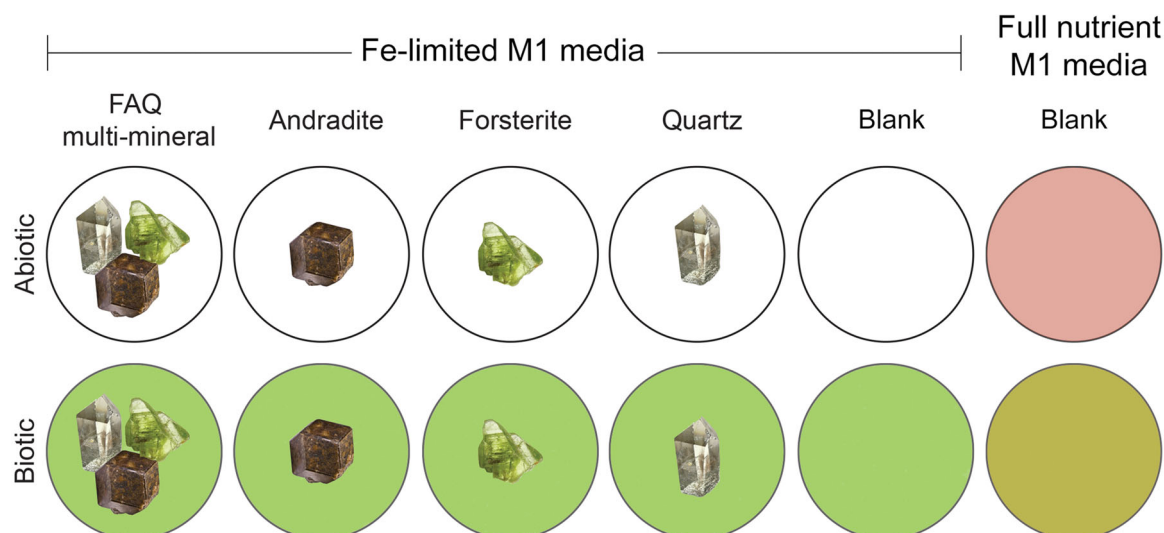 Fe-limited M1 media
Full nutrient
M1 media
FAQ
multi-mineral
Andradite
Forsterite
Quartz
Blank
Blank
Abiotic
Biotic